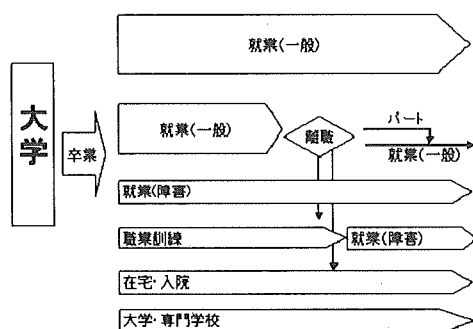 就業(一般)
大学
卒業
就業(一般)
離職
パート
就業(一般)
就業(障害)
職業訓練
就業(障害)
在宅・入院
大学・専門学校